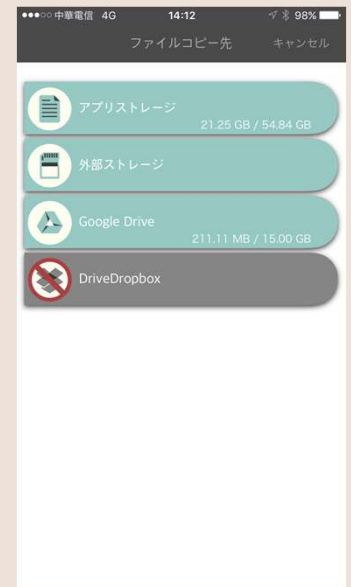 中華電信 4G 14:12 98%
ファイルコピー先 キャンセル
アプリストレージ
21.25 GB / 54.84 GB
外部ストレージ
Google Drive
211.11 MB / 15.00 GB
DriveDropbox